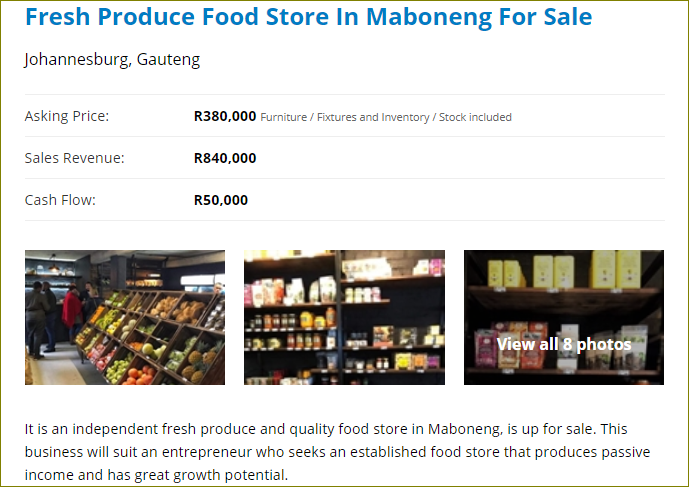 Fresh Produce Food Store In Maboneng For Sale
Johannesburg, Gauteng
Asking Price: R380,000 Furniture / Fixtures and Inventory / Stock included
Sales Revenue: R840,000
Cash Flow: R50,000
View all 8 photos
It is an independent fresh produce and quality food store in Maboneng, is up for sale. This
business will suit an entrepreneur who seeks an established food store that produces passive
income and has great growth potential.